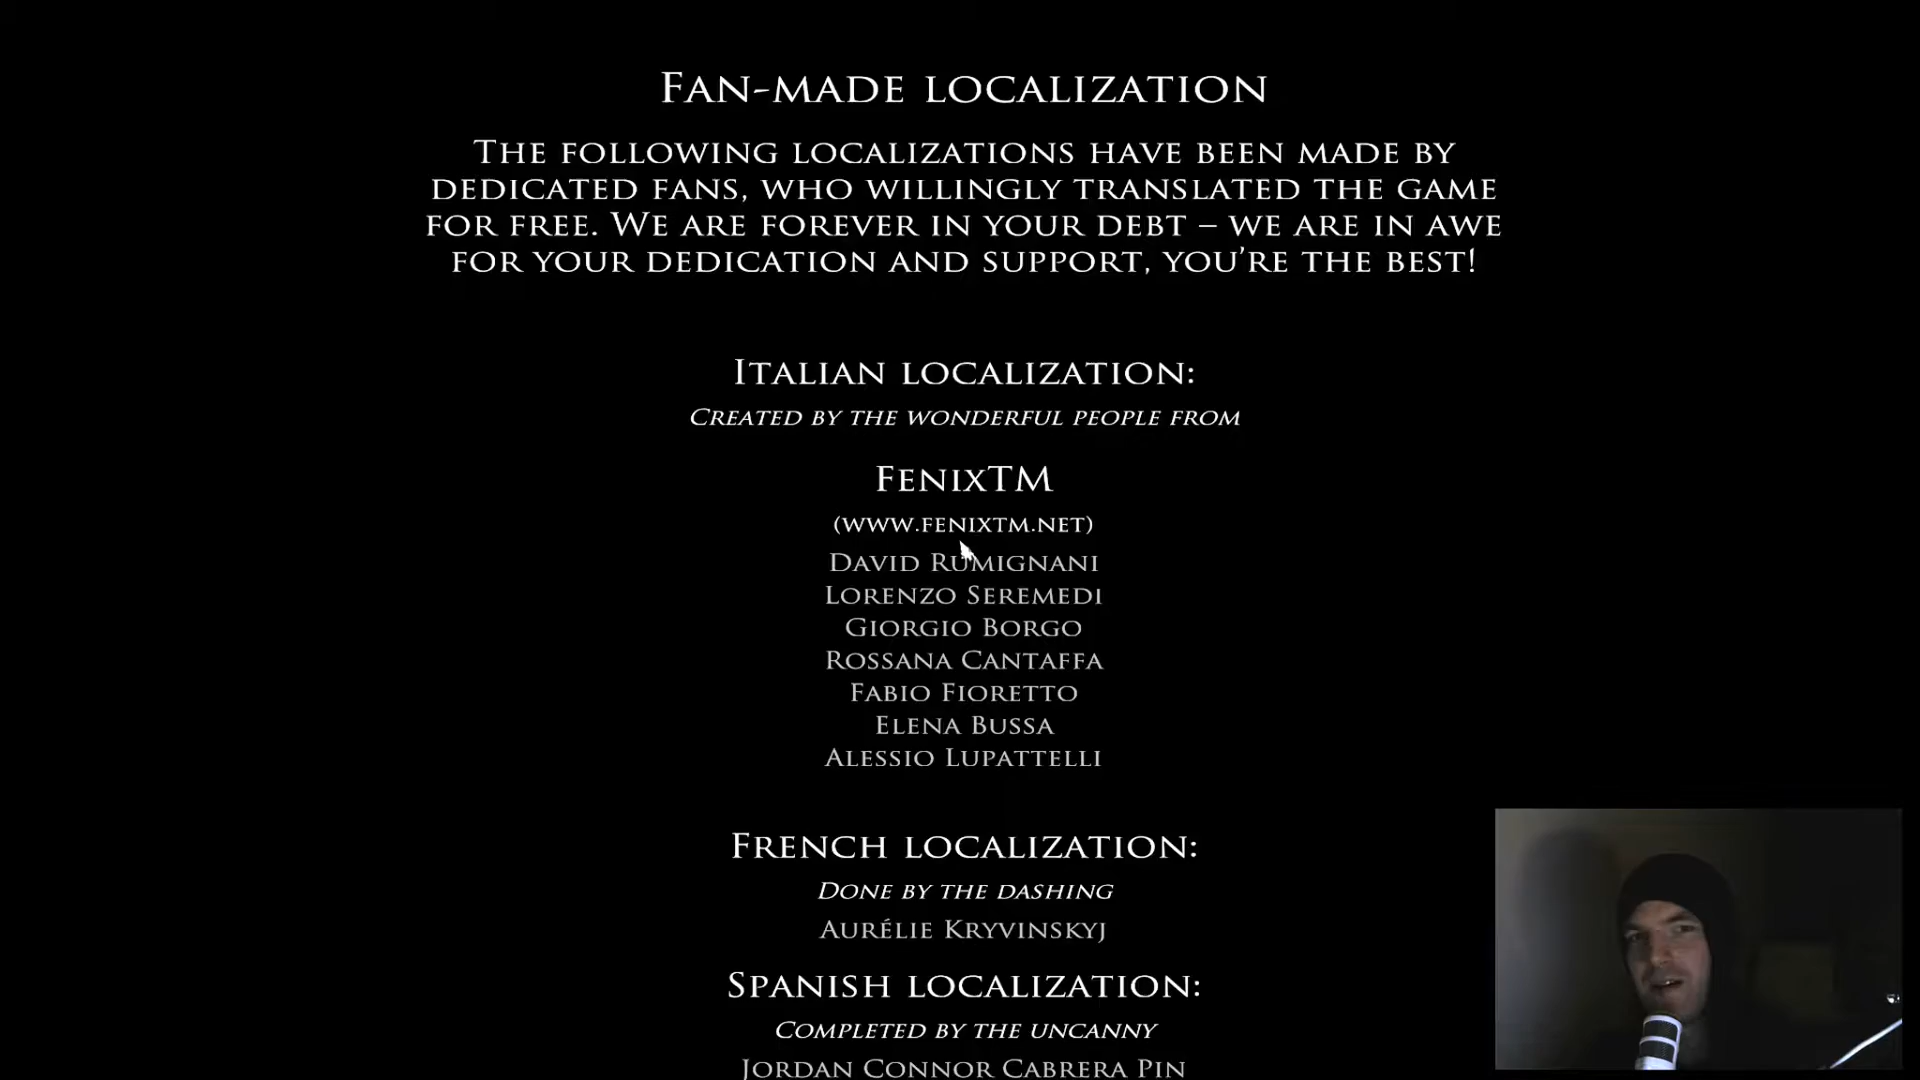 Fan-made localization
The following localizations have been made by
dedicated fans, who willingly translated the game
for free. We are forever in your debt – we are in awe
for your dedication and support, you’re the best!
Italian localization:
Created by the wonderful people from
FenixTM
(www.fenixtm.net)
David Rumignani
Lorenzo Seremedi
Giorgio Borgo
Rossana Cantaffa
Fabio Fioretto
Elena Bussa
Alessio Lupattelli
French localization:
Done by the dashing
Aurélie Kryvinskyj
Spanish localization:
Completed by the uncanny
Jordan Connor Cabrera Pin